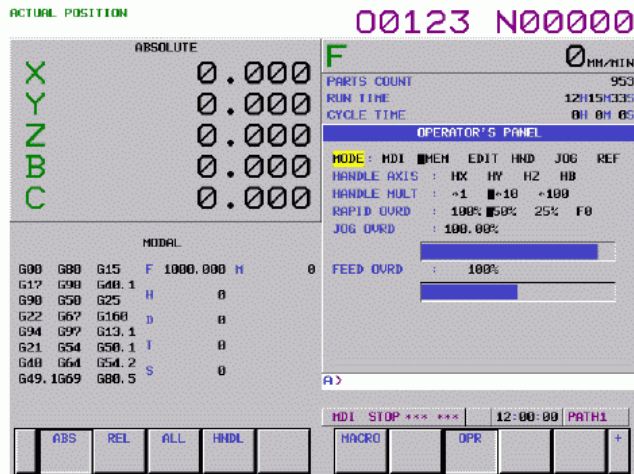 ACTUAL POSITION
O0123 N00000
ABSOLUTE
X 0.000
Y 0.000
Z 0.000
B 0.000
C 0.000
F 0 MM/MIN
PARTS COUNT 953
RUN TIME 12H15M33S
CYCLE TIME 0H 0M 0S
OPERATOR'S PANEL
MODE : MDI MEM EDIT HND JOG REF
HANDLE AXIS : HX HY HZ HB
HANDLE MULT : *1 *10 *100
RAPID OVRD : 100% 50% 25% F0
JOG OVRD : 100.00%
FEED OVRD : 100%
MODAL
G00 G80 G15 F 1000.000 M 0
G17 G98 G40.1
G90 G50 G25 H 0
G22 G67 G160
G94 G97 G13.1 D 0
G21 G54 G50.1 T 0
G40 G64 G54.2
G49.1 G69 G80.5 S 0
A>
MDI STOP *** *** 12:00:00 PATH1
ABS REL ALL HNDL MACRO OPR +